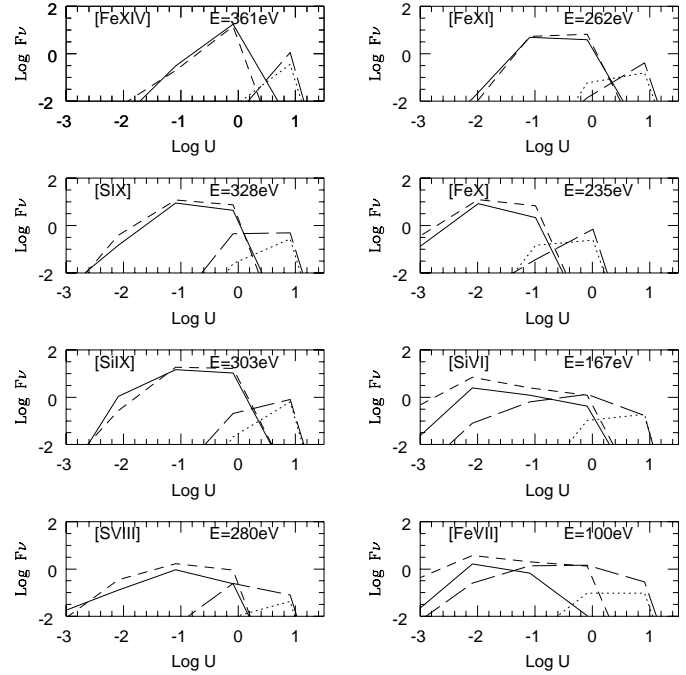 [FeXIV] E=361eV
2
0
-2
Log Fν
-3 -2 -1 0 1
Log U
[FeXI] E=262eV
2
0
-2
Log Fν
-3 -2 -1 0 1
Log U
[SIX] E=328eV
2
0
-2
Log Fν
-3 -2 -1 0 1
Log U
[FeX] E=235eV
2
0
-2
Log Fν
-3 -2 -1 0 1
Log U
[SiIX] E=303eV
2
0
-2
Log Fν
-3 -2 -1 0 1
Log U
[SiVI] E=167eV
2
0
-2
Log Fν
-3 -2 -1 0 1
Log U
[SVIII] E=280eV
2
0
-2
Log Fν
-3 -2 -1 0 1
Log U
[FeVII] E=100eV
2
0
-2
Log Fν
-3 -2 -1 0 1
Log U